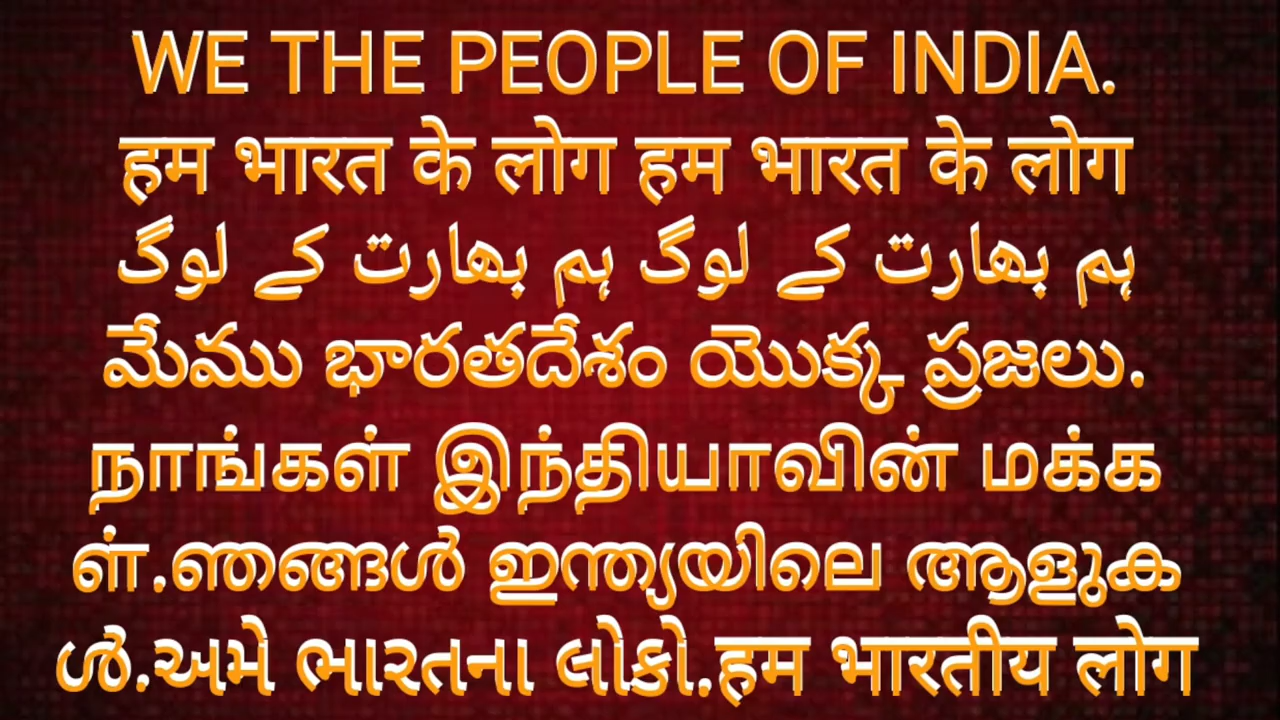 WE THE PEOPLE OF INDIA.
हम भारत के लोग हम भारत के लोग
ہم بھارت کے لوگ ہم بھارت کے لوگ
మేము భారతదేశం యొక్క ప్రజలు.
நாங்கள் இந்தியாவின் மக்க
ள்.ഞങ്ങൾ ഇന്ത്യയിലെ ആളുക
ൾ.અમે ભારતના લોકો.हम भारतीय लोग